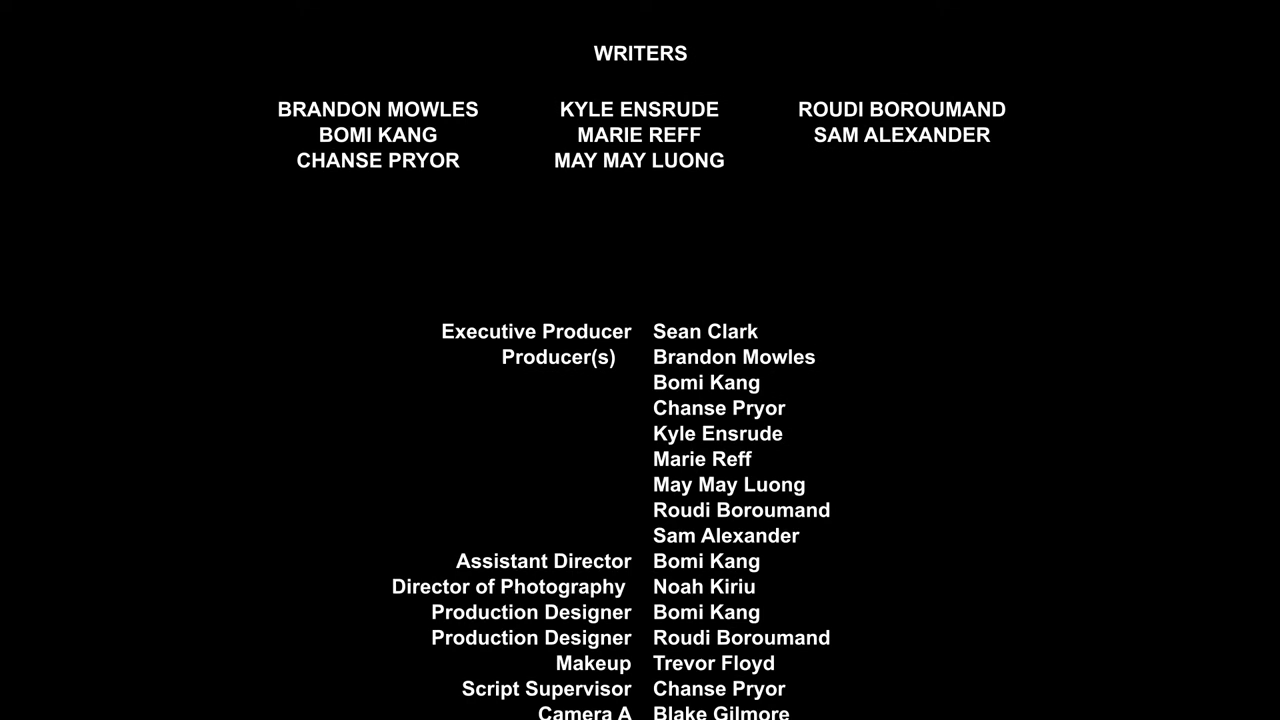 WRITERS
BRANDON MOWLES KYLE ENSRUDE ROUDI BOROUMAND
BOMI KANG MARIE REFF SAM ALEXANDER
CHANSE PRYOR MAY MAY LUONG
Executive Producer Sean Clark
Producer(s) Brandon Mowles
Bomi Kang
Chanse Pryor
Kyle Ensrude
Marie Reff
May May Luong
Roudi Boroumand
Sam Alexander
Assistant Director Bomi Kang
Director of Photography Noah Kiriu
Production Designer Bomi Kang
Production Designer Roudi Boroumand
Makeup Trevor Floyd
Script Supervisor Chanse Pryor
Camera A Blake Gilmore